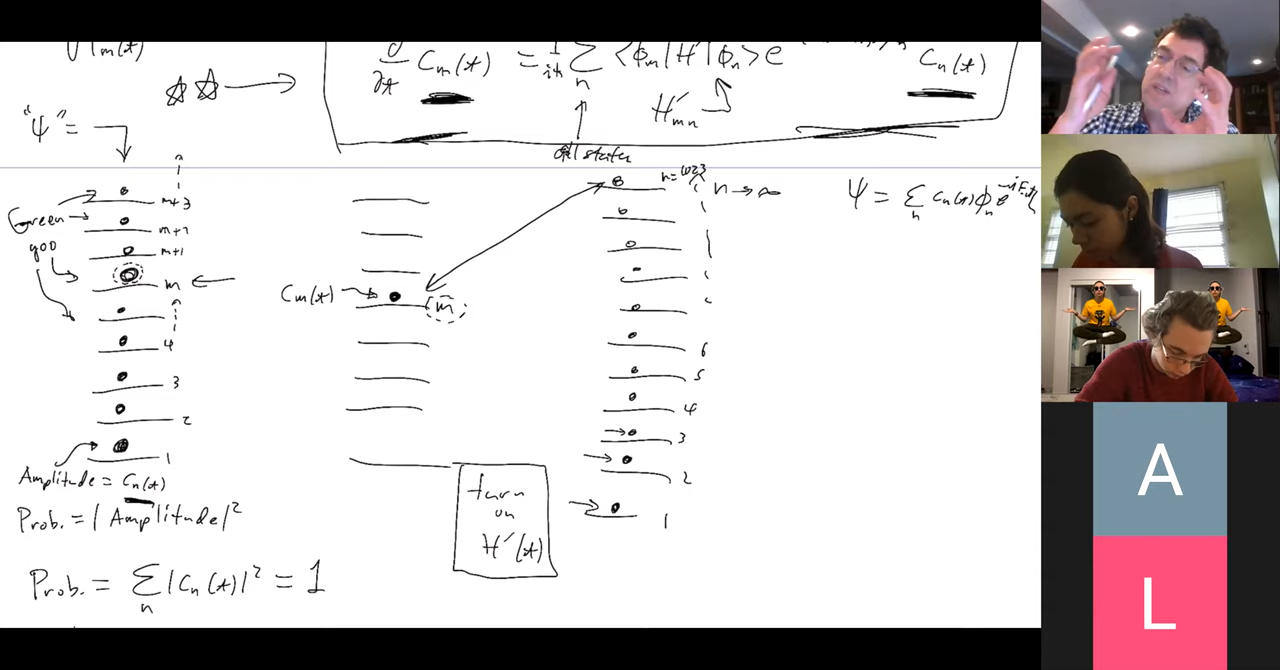 ∂/∂t Cm(t) = 1/iħ Σn <φm|H'|φn> e Cn(t)
H'mn
"ψ" =
all states
n→∞
Ψ = Σn Cn(t) φn e^-iEnt/ħ
m+3
Green
m+2
goo
m+1
m
4
3
2
1
Cm(t)
m
6
5
4
3
2
1
Amplitude = Cn(t)
Prob. = |Amplitude|²
turn
on
H'(t)
Prob. = Σn |Cn(t)|² = 1
A
L